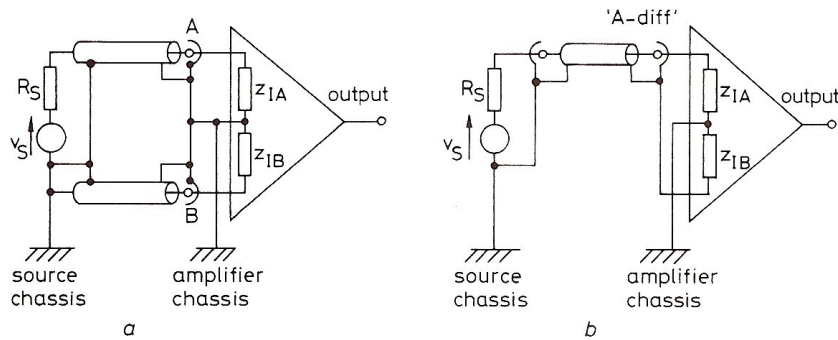 A
R_S
v_S
Z_IA
Z_IB
output
B
source
chassis
amplifier
chassis
a
'A-diff'
R_S
v_S
Z_IA
Z_IB
output
source
chassis
amplifier
chassis
b